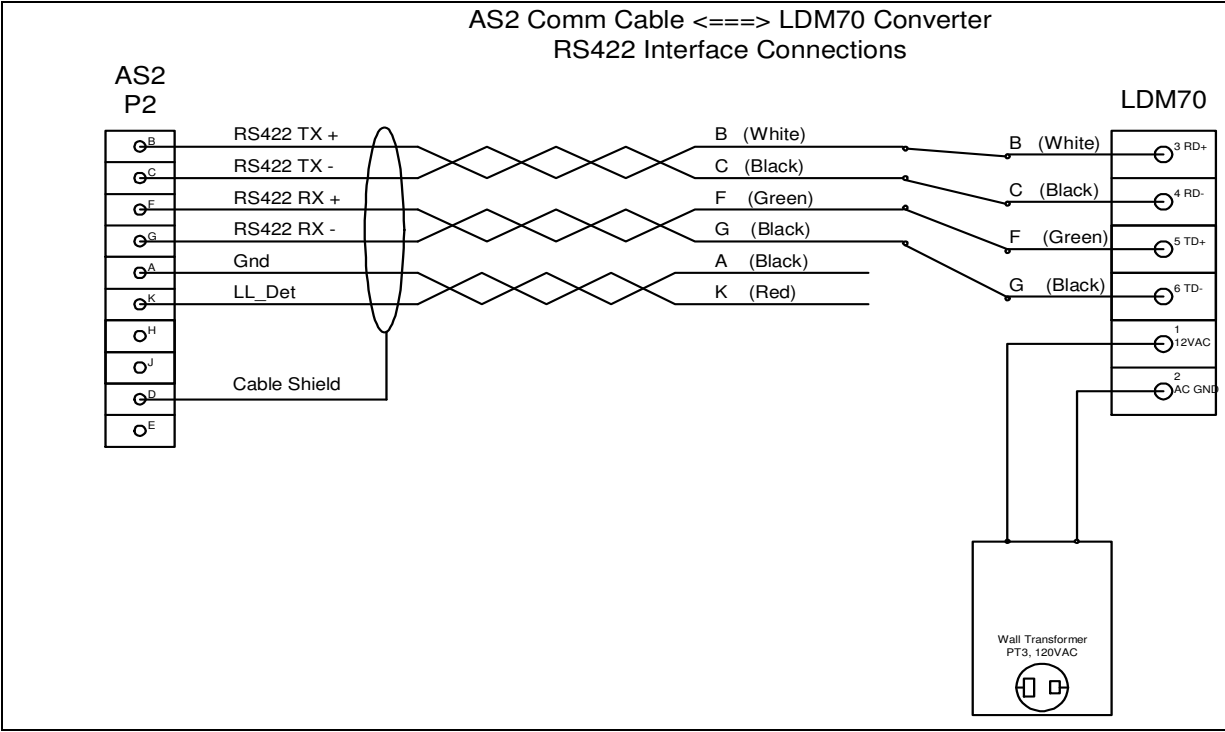 AS2 Comm Cable <===> LDM70 Converter
RS422 Interface Connections
AS2
P2
LDM70
B
RS422 TX +
B (White)
B (White)
3 RD+
C
RS422 TX -
C (Black)
C (Black)
4 RD-
F
RS422 RX +
F (Green)
F (Green)
5 TD+
G
RS422 RX -
G (Black)
G (Black)
6 TD-
A
Gnd
A (Black)
K
LL_Det
K (Red)
H
J
D
Cable Shield
E
1
12VAC
2
AC GND
Wall Transformer
PT3, 120VAC